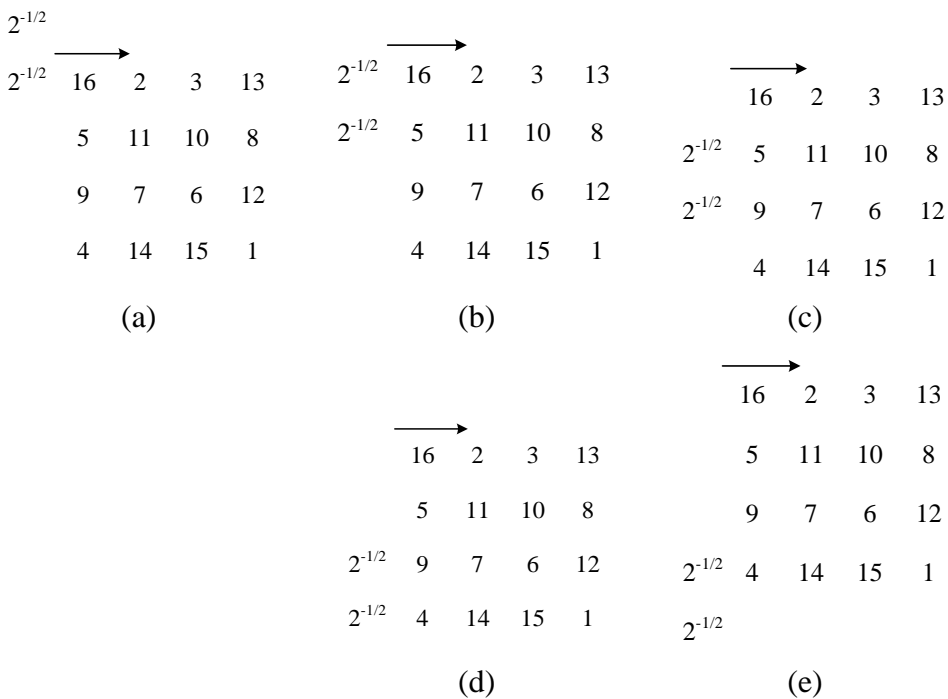 2^{-1/2}
2^{-1/2} 16 2 3 13
5 11 10 8
9 7 6 12
4 14 15 1
(a)
2^{-1/2} 16 2 3 13
2^{-1/2} 5 11 10 8
9 7 6 12
4 14 15 1
(b)
16 2 3 13
2^{-1/2} 5 11 10 8
2^{-1/2} 9 7 6 12
4 14 15 1
(c)
16 2 3 13
5 11 10 8
2^{-1/2} 9 7 6 12
2^{-1/2} 4 14 15 1
(d)
16 2 3 13
5 11 10 8
9 7 6 12
2^{-1/2} 4 14 15 1
2^{-1/2}
(e)